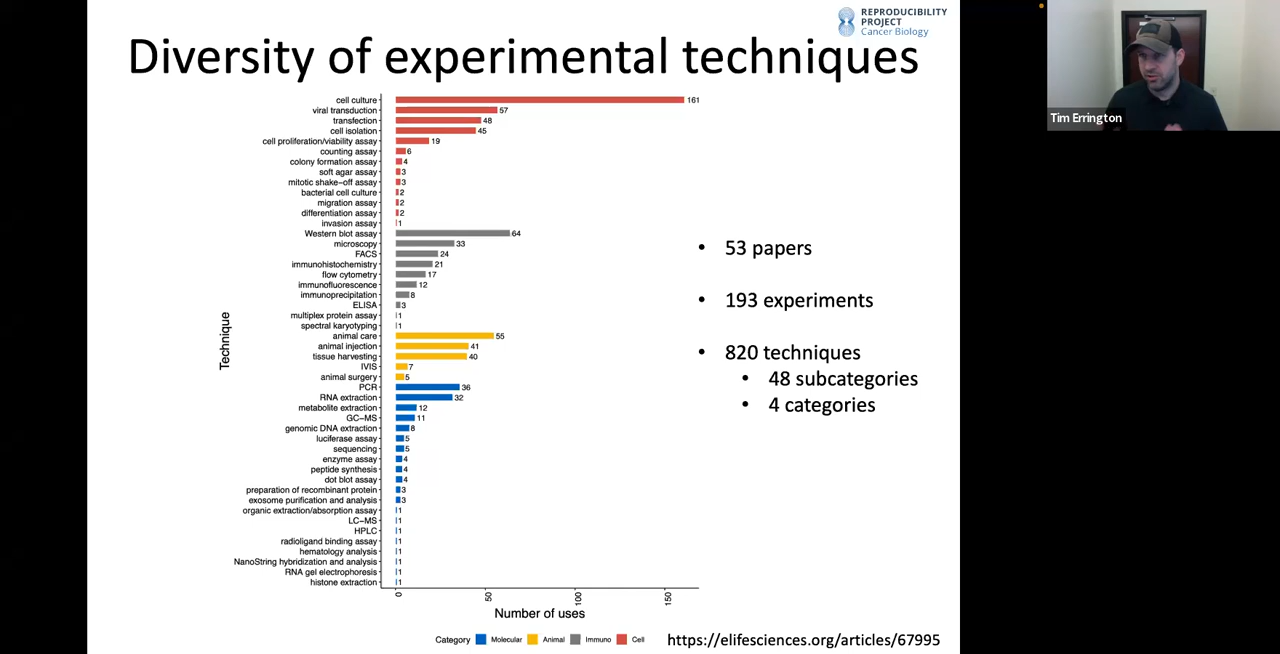 REPRODUCIBILITY
PROJECT
Cancer Biology
Diversity of experimental techniques
Tim Errington
Technique
cell culture 161
viral transduction 57
transfection 48
cell isolation 45
cell proliferation/viability assay 19
counting assay 6
colony formation assay 4
soft agar assay 3
mitotic shake-off assay 3
bacterial cell culture 2
migration assay 2
differentiation assay 2
invasion assay 1
Western blot assay 64
microscopy 33
FACS 24
immunohistochemistry 21
flow cytometry 17
immunofluorescence 12
immunoprecipitation 8
ELISA 3
multiplex protein assay 1
spectral karyotyping 1
animal care 55
animal injection 41
tissue harvesting 40
IVIS 7
animal surgery 5
PCR 36
RNA extraction 32
metabolite extraction 12
GC-MS 11
genomic DNA extraction 8
luciferase assay 5
sequencing 5
enzyme assay 4
peptide synthesis 4
dot blot assay 4
preparation of recombinant protein 3
exosome purification and analysis 3
organic extraction/absorption assay 1
LC-MS 1
HPLC 1
radioligand binding assay 1
hematology analysis 1
NanoString hybridization and analysis 1
RNA gel electrophoresis 1
histone extraction 1
0 50 100 150
Number of uses
Category Molecular Animal Immuno Cell
• 53 papers
• 193 experiments
• 820 techniques
• 48 subcategories
• 4 categories
https://elifesciences.org/articles/67995